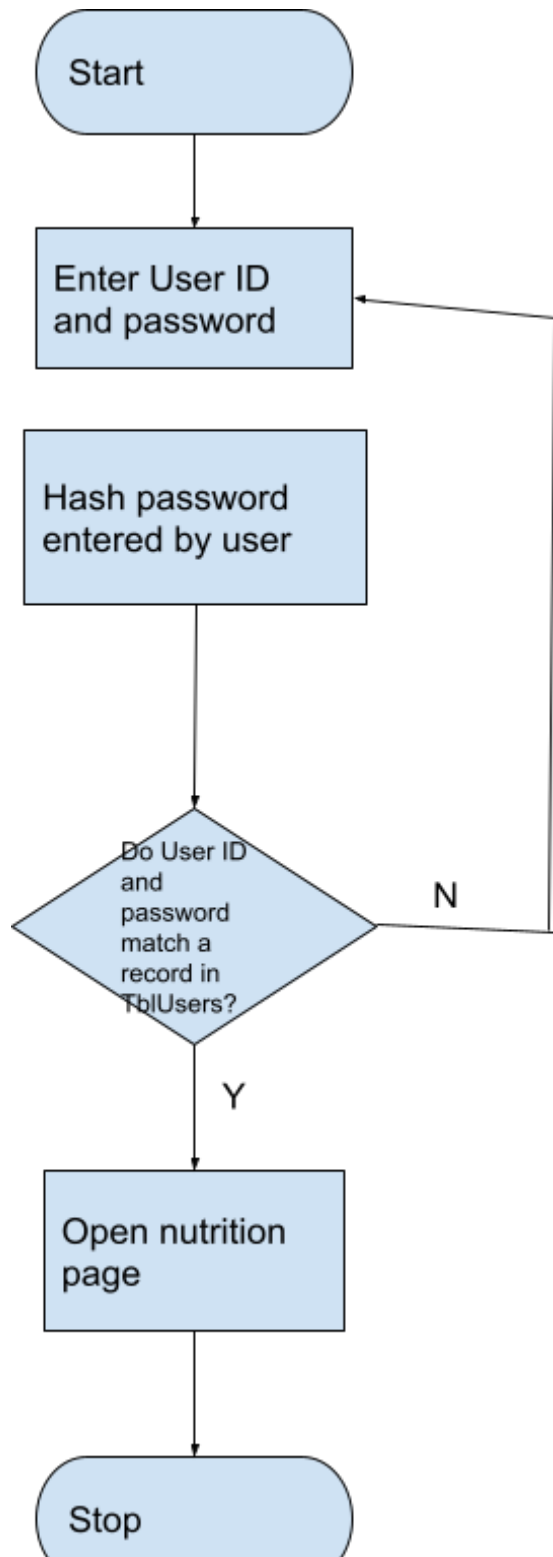 Start
Enter User ID
and password
Hash password
entered by user
Do User ID
and
password
match a
record in
TblUsers?
N
Y
Open nutrition
page
Stop